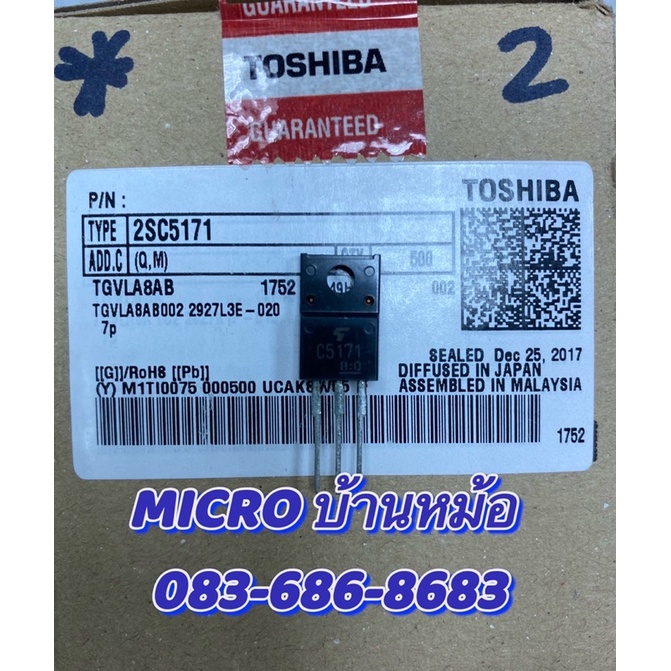 GUARANTEED
TOSHIBA
GUARANTEED
* 2
P/N :
TOSHIBA
TYPE 2SC5171
ADD.C (Q,M) 500
TGVLA8AB 1752 002
TGVLA8AB002 2927L3E-020
7p
C5171
SEALED Dec 25, 2017
DIFFUSED IN JAPAN
[[G]]/RoHS [[Pb]]
ASSEMBLED IN MALAYSIA
(Y) M1TI0075 000500
1752
MICRO บ้านหม้อ
083-686-8683